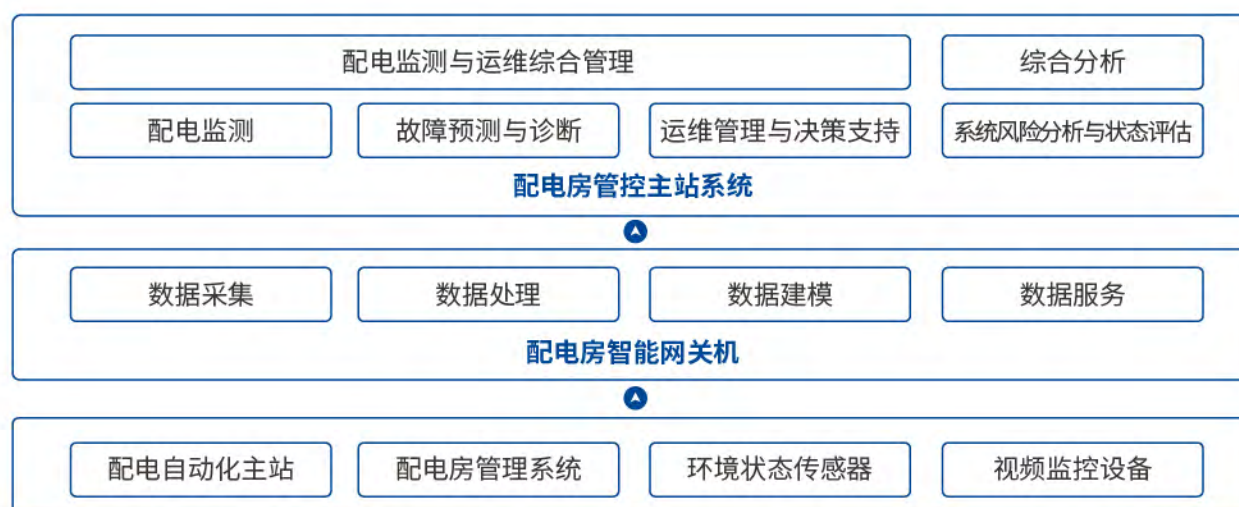 配电监测与运维综合管理 综合分析
配电监测 故障预测与诊断 运维管理与决策支持 系统风险分析与状态评估
配电房管控主站系统
数据采集 数据处理 数据建模 数据服务
配电房智能网关机
配电自动化主站 配电房管理系统 环境状态传感器 视频监控设备